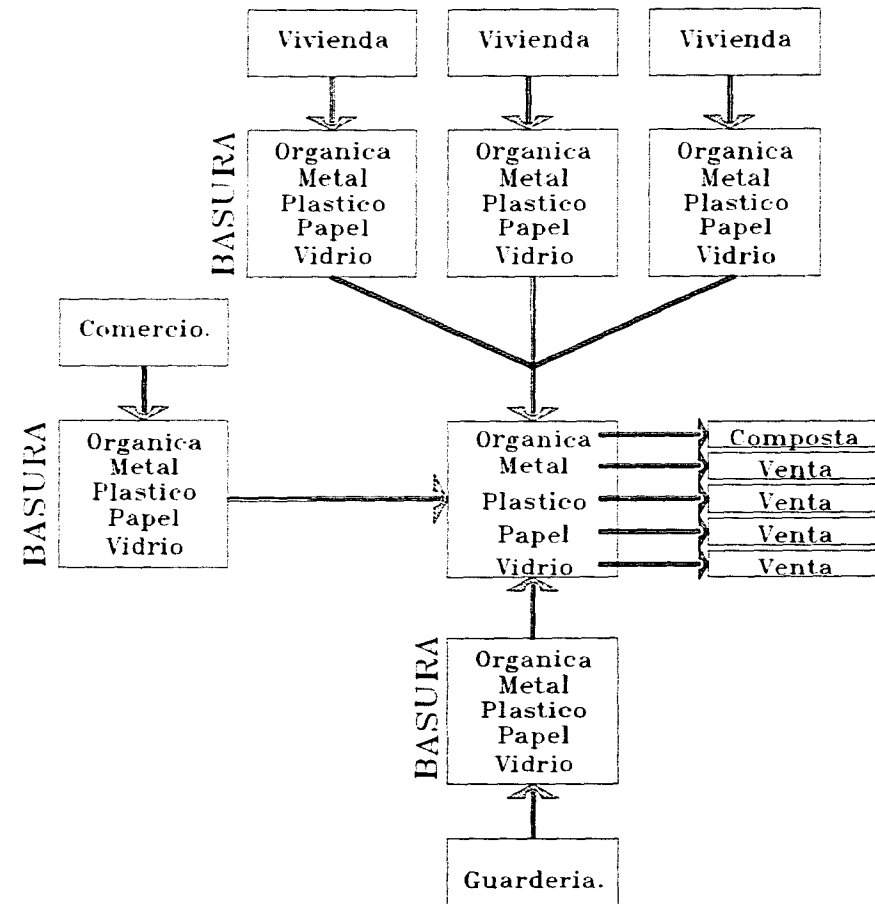 Vivienda
Vivienda
Vivienda
BASURA
Organica
Metal
Plastico
Papel
Vidrio
Organica
Metal
Plastico
Papel
Vidrio
Organica
Metal
Plastico
Papel
Vidrio
Comercio.
BASURA
Organica
Metal
Plastico
Papel
Vidrio
Organica
Metal
Plastico
Papel
Vidrio
Composta
Venta
Venta
Venta
Venta
BASURA
Organica
Metal
Plastico
Papel
Vidrio
Guarderia.